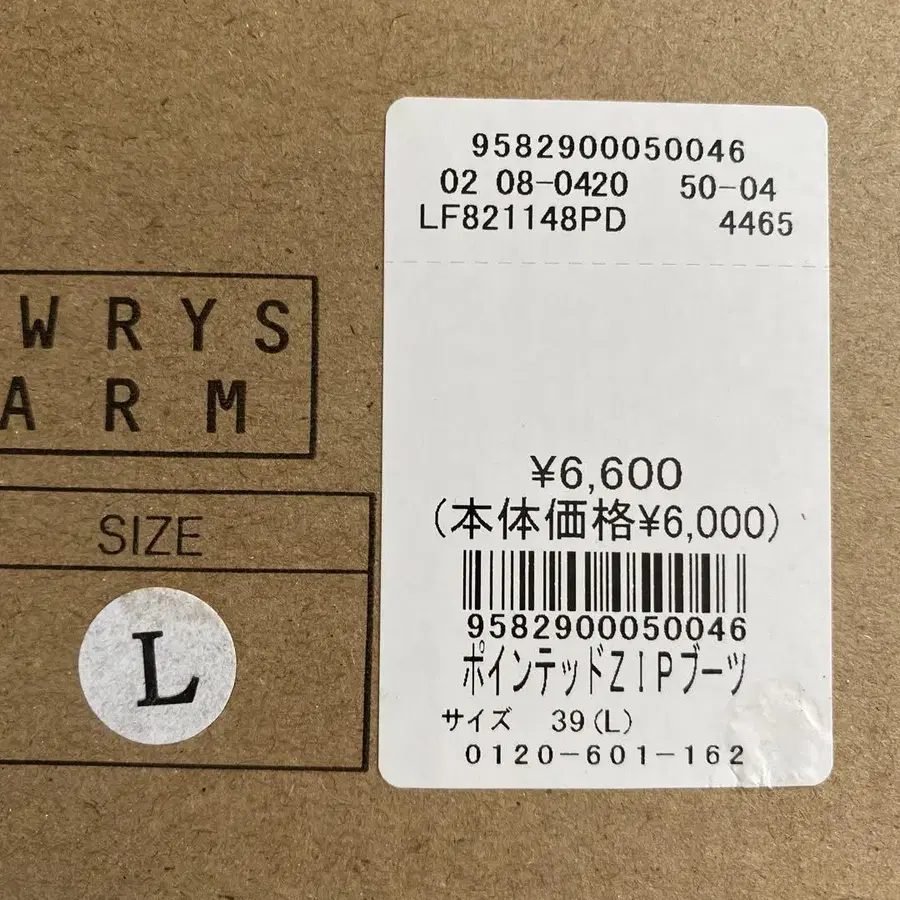 9582900050046
02 08-0420 50-04
LF821148PD 4465
WRYS
ARM
¥6,600
(本体価格¥6,000)
SIZE
L
9582900050046
ポインテッドZIPブーツ
サイズ 39(L)
0120-601-162